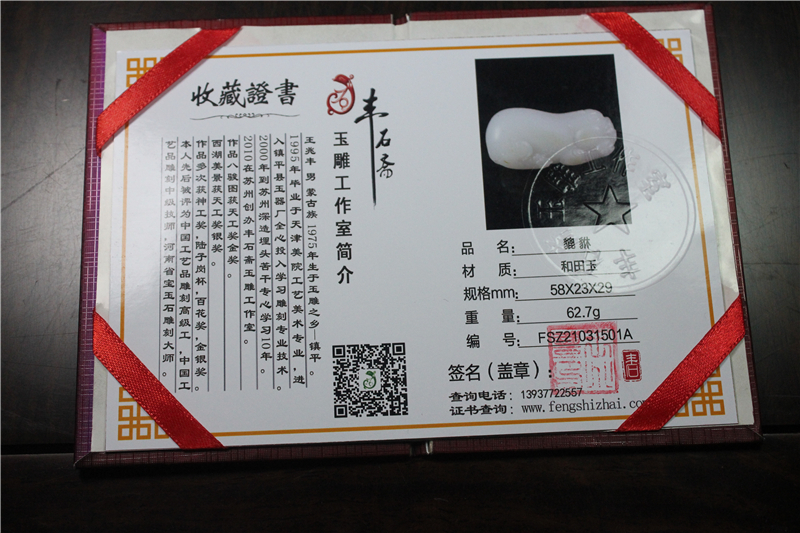 收藏證書
丰石斋
玉雕工作室简介
王兆丰 男 蒙古族 1975年生于玉雕之乡—镇平。
1995年毕业于天津美院工艺美术专业，进
入镇平县玉器厂全心投入学习雕刻专业技术。
2000年到苏州深造埋头苦干专心学习10年。
2010在苏州创办丰石斋玉雕工作室。
作品八骏图获天工奖金奖。
西湖美景获天工奖银奖。
作品多次获神工奖，陆子岗杯，百花奖，金银奖。
本人先后被评为中国工艺品雕刻高级工，中国工
艺品雕刻中级技师，河南省宝玉石雕刻大师。
品 名： 貔貅
材 质： 和田玉
规格mm： 58X23X29
重 量： 62.7g
编 号： FSZ21031501A
签名（盖章）：
丰石
查询电话：13937722557
证书查询：www.fengshizhai.com